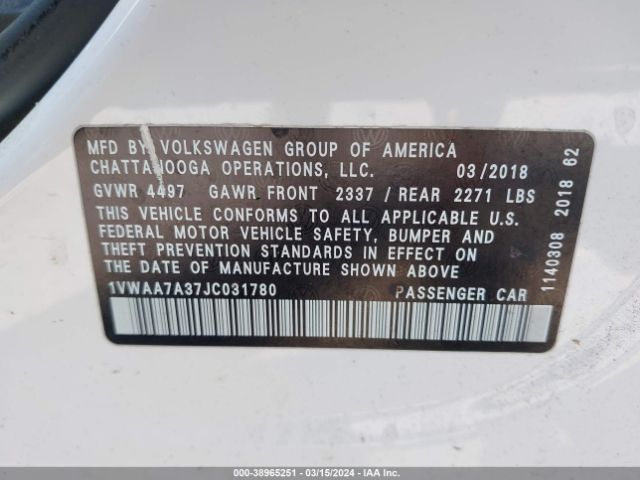 MFD BY VOLKSWAGEN GROUP OF AMERICA
CHATTANOOGA OPERATIONS, LLC. 03/2018
GVWR 4497 GAWR FRONT 2337 / REAR 2271 LBS
THIS VEHICLE CONFORMS TO ALL APPLICABLE U.S.
FEDERAL MOTOR VEHICLE SAFETY, BUMPER AND
THEFT PREVENTION STANDARDS IN EFFECT ON
THE DATE OF MANUFACTURE SHOWN ABOVE
1VWAA7A37JC031780 PASSENGER CAR
1140308 2018 62
000-38965251 - 03/15/2024 - IAAI.COM